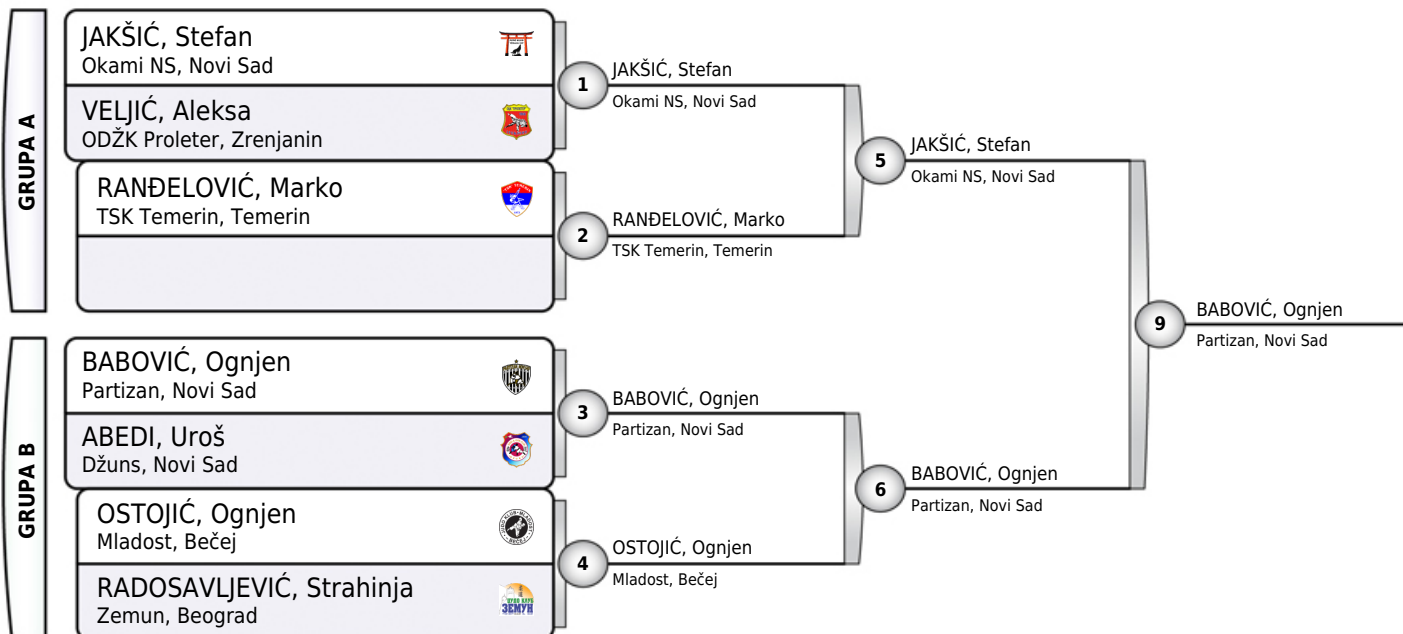 GRUPA A
JAKŠIĆ, Stefan
Okami NS, Novi Sad
VELJIĆ, Aleksa
ODŽK Proleter, Zrenjanin
RANĐELOVIĆ, Marko
TSK Temerin, Temerin
1
JAKŠIĆ, Stefan
Okami NS, Novi Sad
2
RANĐELOVIĆ, Marko
TSK Temerin, Temerin
5
JAKŠIĆ, Stefan
Okami NS, Novi Sad
GRUPA B
BABOVIĆ, Ognjen
Partizan, Novi Sad
ABEDI, Uroš
Džuns, Novi Sad
OSTOJIĆ, Ognjen
Mladost, Bečej
RADOSAVLJEVIĆ, Strahinja
Zemun, Beograd
ЗЕМУН
3
BABOVIĆ, Ognjen
Partizan, Novi Sad
4
OSTOJIĆ, Ognjen
Mladost, Bečej
6
BABOVIĆ, Ognjen
Partizan, Novi Sad
9
BABOVIĆ, Ognjen
Partizan, Novi Sad